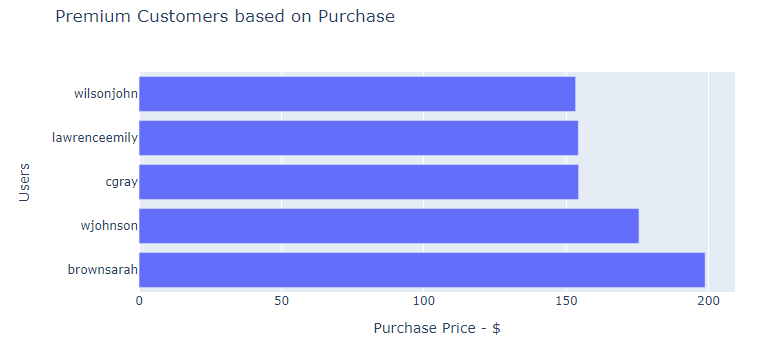 Premium Customers based on Purchase
wilsonjohn
lawrenceemily
cgray
wjohnson
brownsarah
Users
0 50 100 150 200
Purchase Price - $